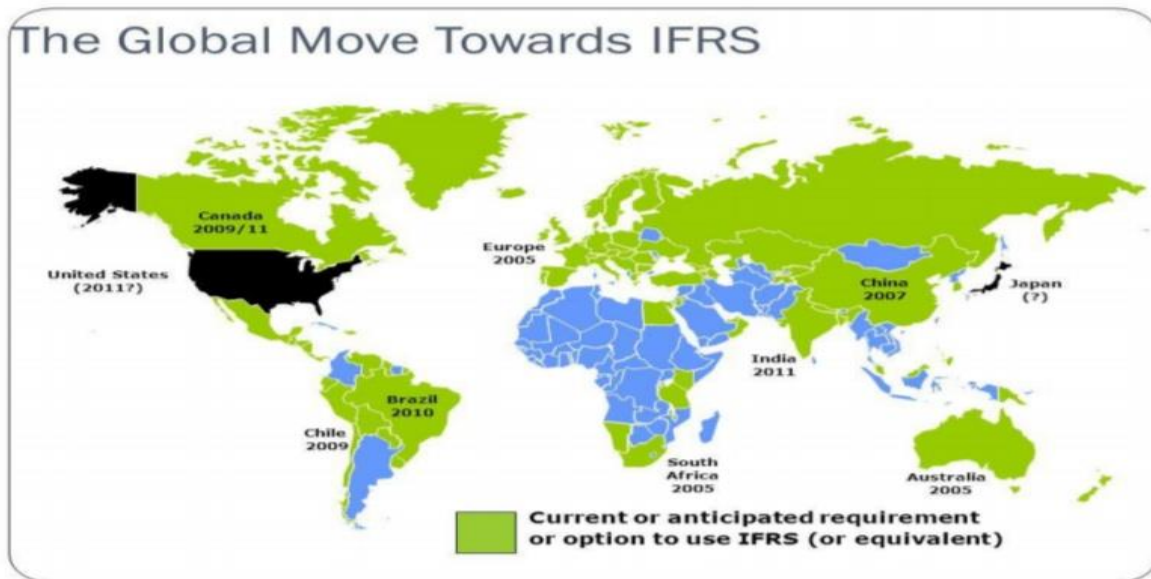 The Global Move Towards IFRS
Canada
2009/11
United States
(2011?)
Europe
2005
China
2007
Japan
(?)
India
2011
Brazil
2010
Chile
2009
South
Africa
2005
Australia
2005
Current or anticipated requirement
or option to use IFRS (or equivalent)